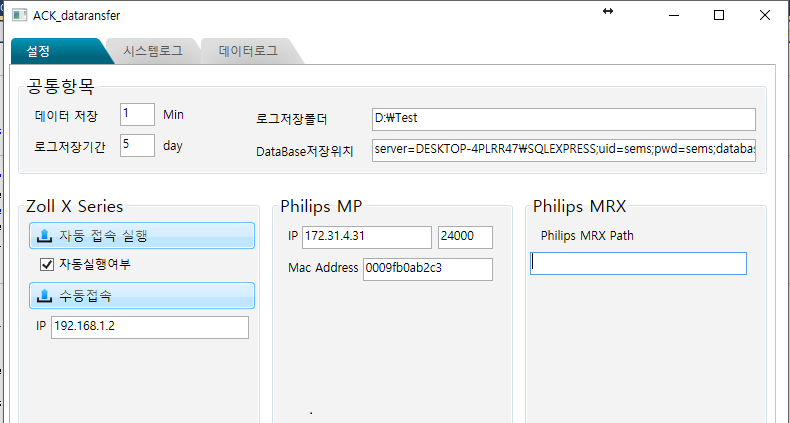 ACK_dataransfer
설정
시스템로그
데이터로그
공통항목
데이터 저장 1 Min
로그저장폴더 D:₩Test
로그저장기간 5 day
DataBase저장위치 server=DESKTOP-4PLRR47₩SQLEXPRESS;uid=sems;pwd=sems;databas
Zoll X Series
자동 접속 실행
자동실행여부
수동접속
IP 192.168.1.2
Philips MP
IP 172.31.4.31 24000
Mac Address 0009fb0ab2c3
.
Philips MRX
Philips MRX Path